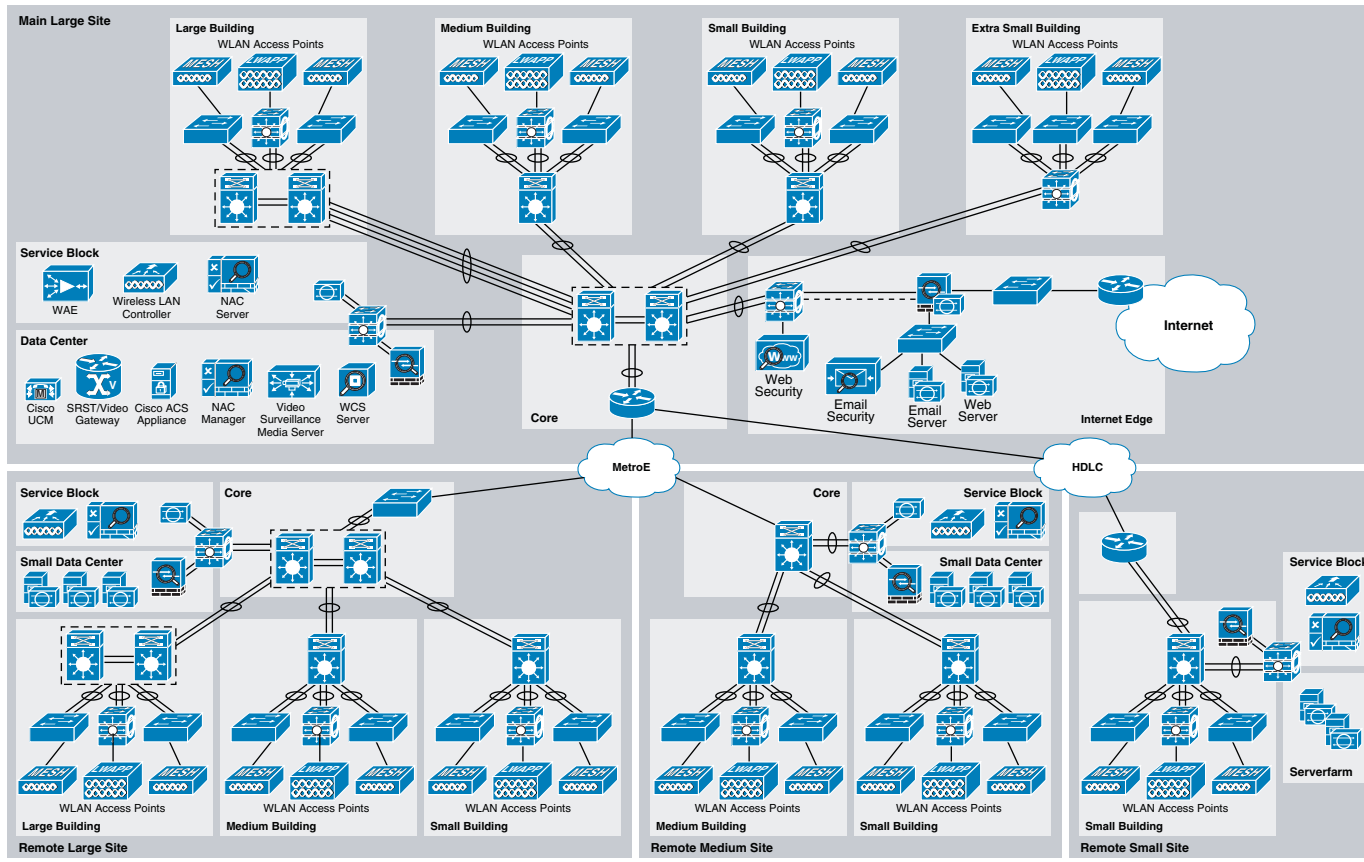 Main Large Site
Large Building
WLAN Access Points
MESH
LWAPP
MESH
Medium Building
WLAN Access Points
MESH
LWAPP
MESH
Small Building
WLAN Access Points
MESH
LWAPP
MESH
Extra Small Building
WLAN Access Points
MESH
LWAPP
MESH
Service Block
WAE
Wireless LAN
Controller
NAC
Server
Data Center
M
Cisco
UCM
V
SRST/Video
Gateway
Cisco ACS
Appliance
NAC
Manager
Video
Surveillance
Media Server
WCS
Server
Core
WWW
Web
Security
Email
Security
Email
Server
Web
Server
Internet Edge
Internet
MetroE
HDLC
Service Block
Core
Small Data Center
MESH
LWAPP
MESH
WLAN Access Points
Large Building
MESH
LWAPP
MESH
WLAN Access Points
Medium Building
MESH
LWAPP
MESH
WLAN Access Points
Small Building
Remote Large Site
Core
Service Block
Small Data Center
MESH
LWAPP
MESH
WLAN Access Points
Medium Building
MESH
LWAPP
MESH
WLAN Access Points
Small Building
Remote Medium Site
Service Block
Serverfarm
MESH
LWAPP
MESH
WLAN Access Points
Small Building
Remote Small Site